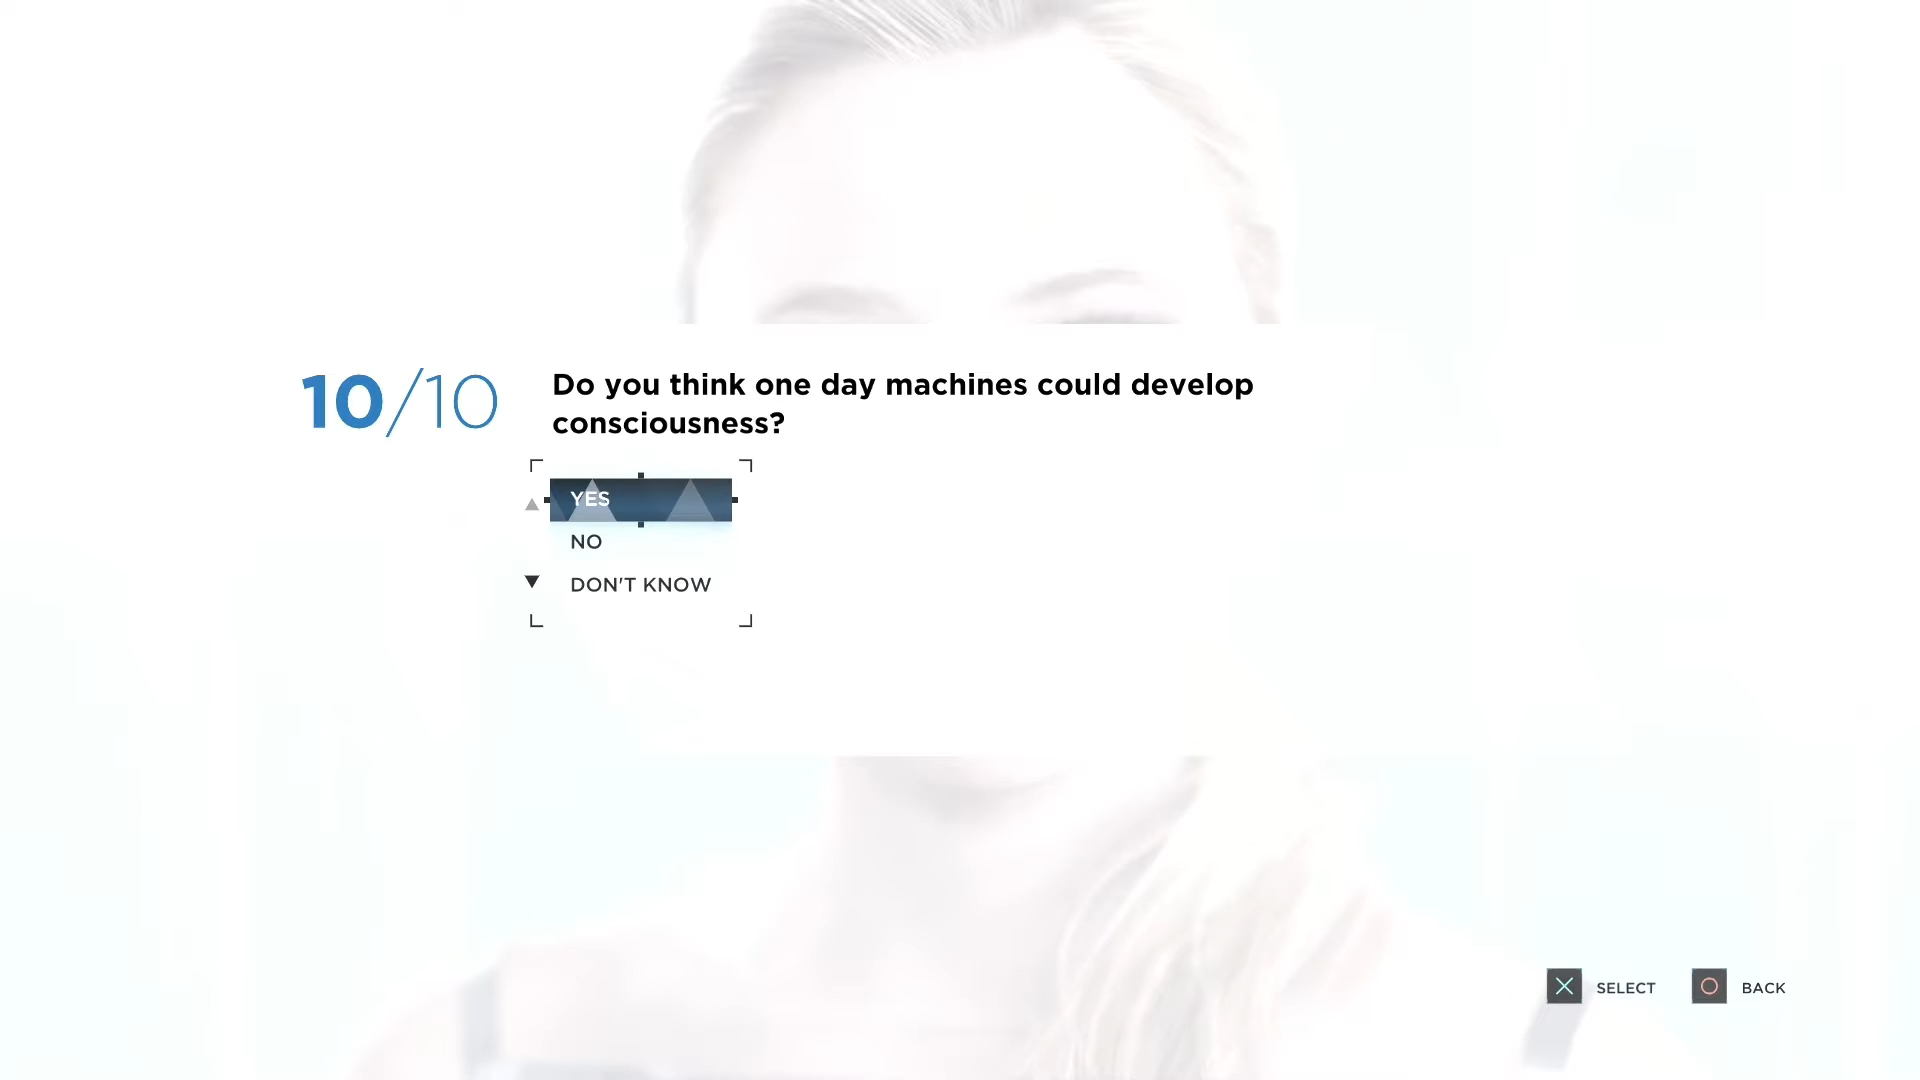 10/10
Do you think one day machines could develop
consciousness?
YES
NO
DON'T KNOW
SELECT
BACK